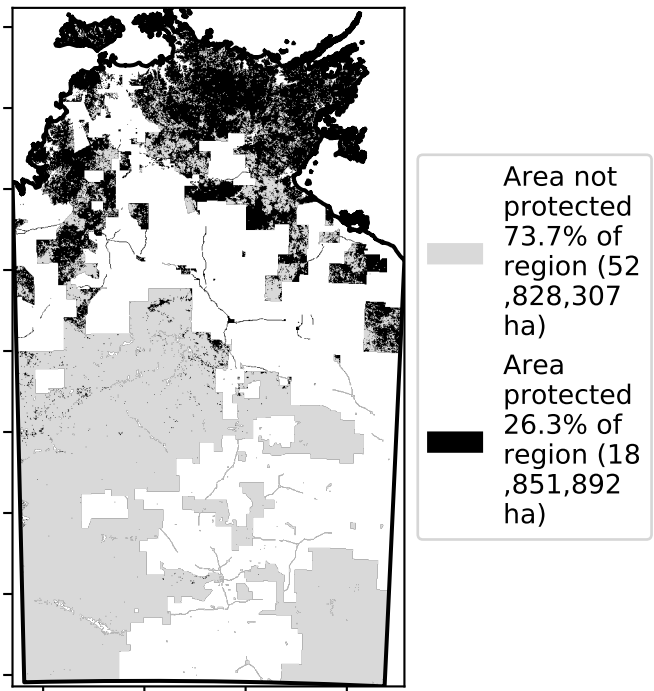 Area not
protected
73.7% of
region (52
,828,307
ha)
Area
protected
26.3% of
region (18
,851,892
ha)